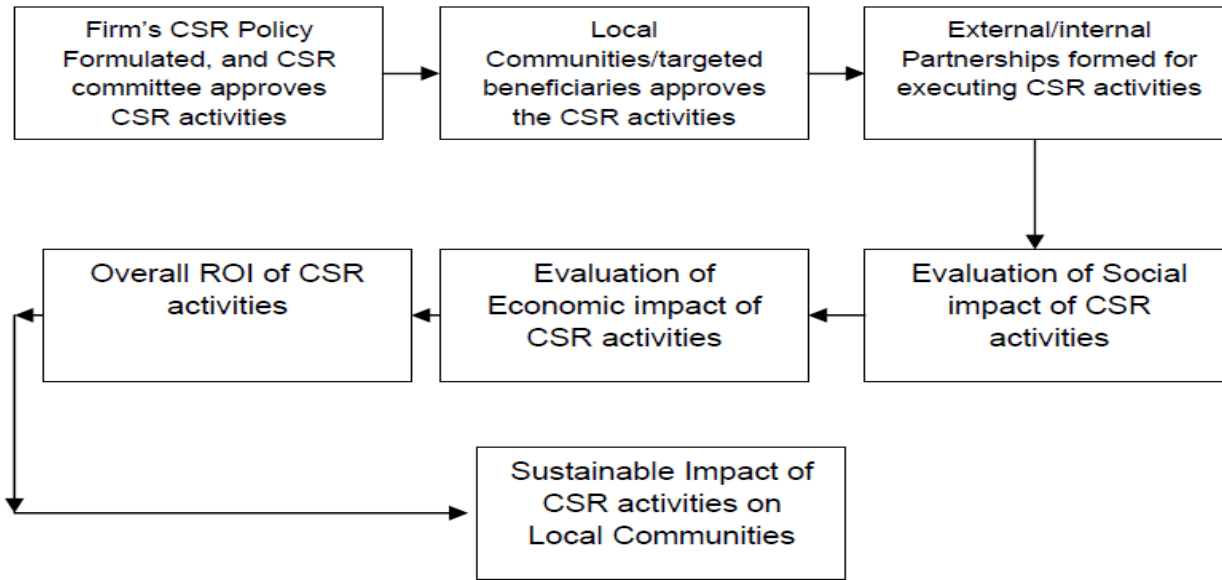 Firm's CSR Policy
Formulated, and CSR
committee approves
CSR activities
Local
Communities/targeted
beneficiaries approves
the CSR activities
External/internal
Partnerships formed for
executing CSR activities
Evaluation of Social
impact of CSR
activities
Evaluation of
Economic impact of
CSR activities
Overall ROI of CSR
activities
Sustainable Impact of
CSR activities on
Local Communities